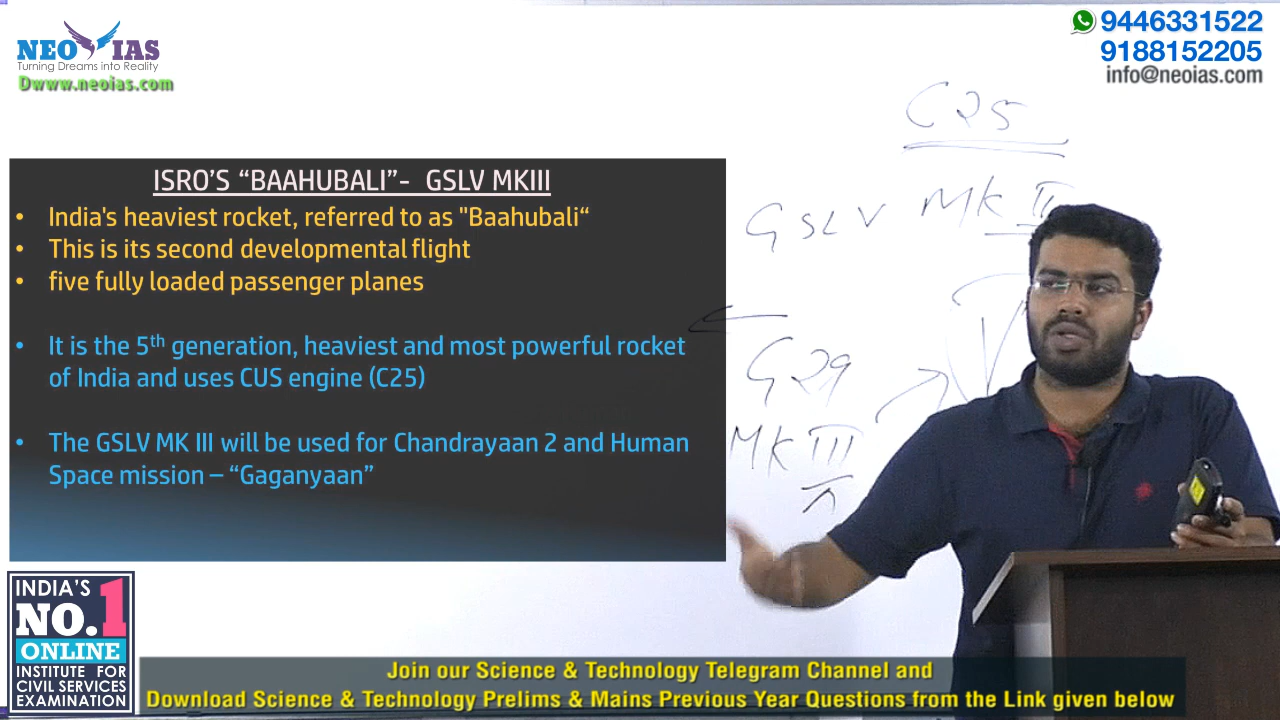 NEO IAS
Turning Dreams into Reality
Dwww.neoias.com
9446331522
9188152205
info@neoias.com
C25
GSLV MK III
G29
MK III
ISRO'S “BAAHUBALI”- GSLV MKIII
• India's heaviest rocket, referred to as "Baahubali“
• This is its second developmental flight
• five fully loaded passenger planes
• It is the 5th generation, heaviest and most powerful rocket
of India and uses CUS engine (C25)
• The GSLV MK III will be used for Chandrayaan 2 and Human
Space mission – “Gaganyaan”
INDIA'S
NO.1
ONLINE
INSTITUTE FOR
CIVIL SERVICES
EXAMINATION
Join our Science & Technology Telegram Channel and
Download Science & Technology Prelims & Mains Previous Year Questions from the Link given below